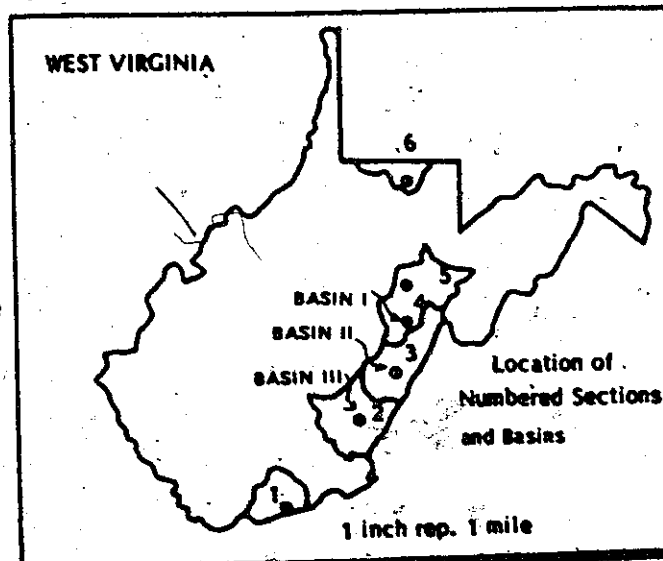 WEST VIRGINIA
6
5
BASIN I
4
BASIN II
3
BASIN III
2
Location of
Numbered Sections
and Basins
1
1 inch rep. 1 mile